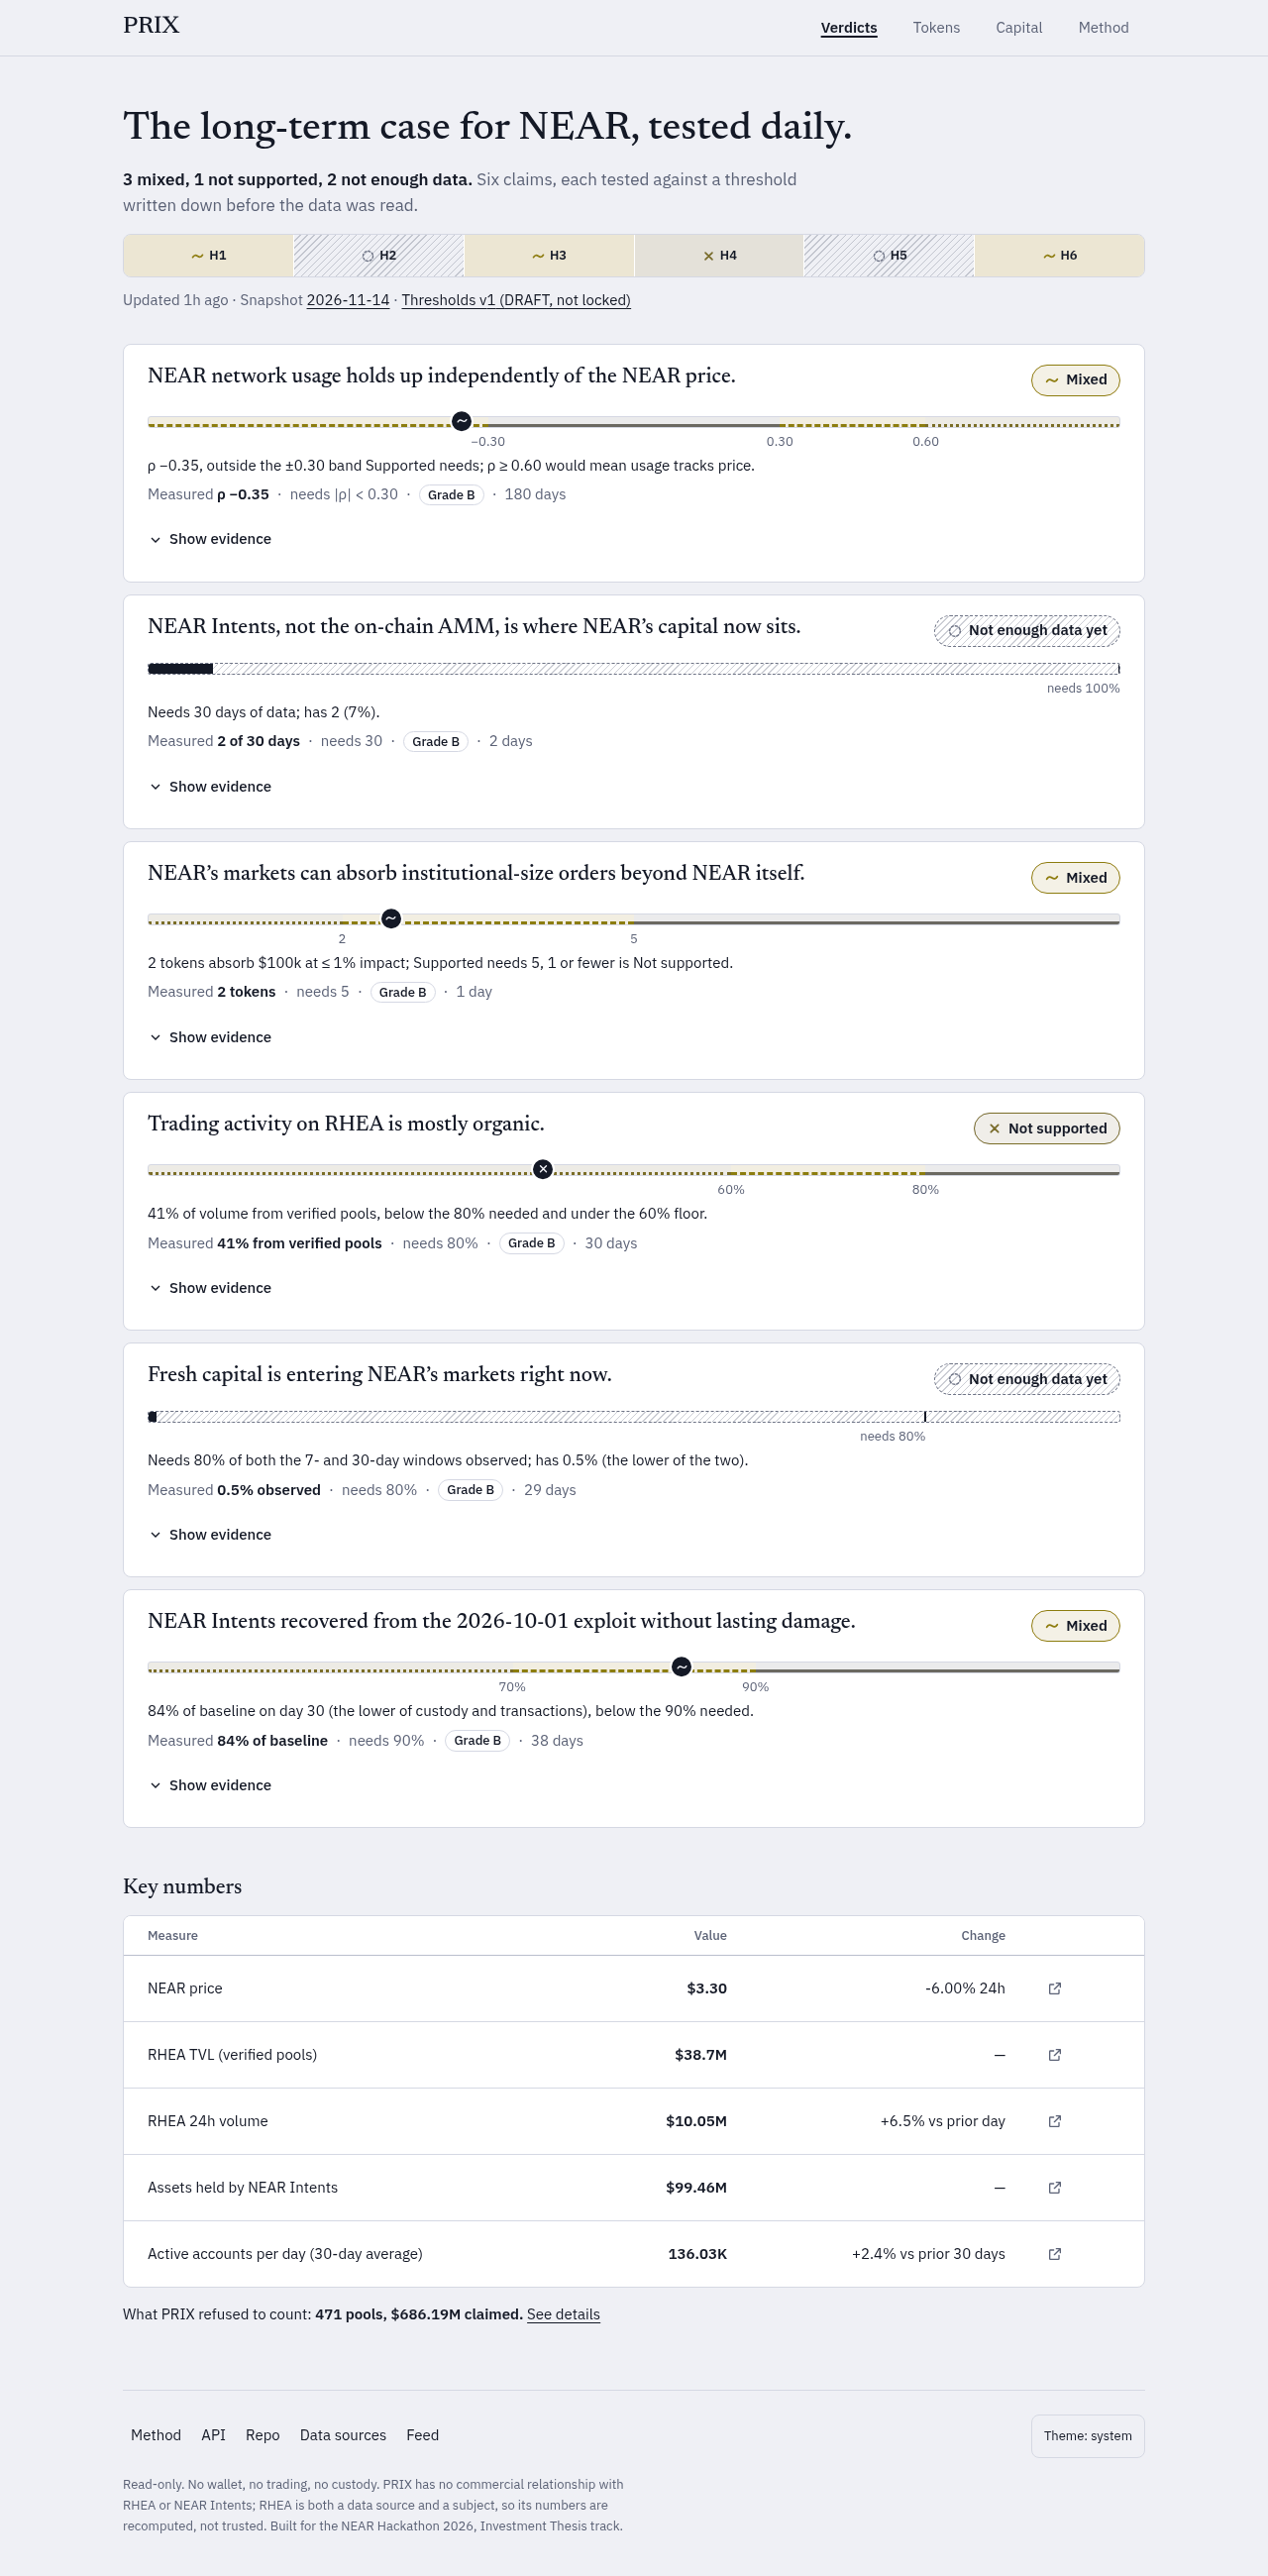 PRIX
Verdicts Tokens Capital Method
The long-term case for NEAR, tested daily.
3 mixed, 1 not supported, 2 not enough data. Six claims, each tested against a threshold
written down before the data was read.
~ H1 H2 ~ H3 × H4 H5 ~ H6
Updated 1h ago · Snapshot 2026-11-14 · Thresholds v1 (DRAFT, not locked)
NEAR network usage holds up independently of the NEAR price.
~ Mixed
−0.30 0.30 0.60
ρ −0.35, outside the ±0.30 band Supported needs; ρ ≥ 0.60 would mean usage tracks price.
Measured ρ −0.35 · needs |ρ| < 0.30 · Grade B · 180 days
Show evidence
NEAR Intents, not the on-chain AMM, is where NEAR’s capital now sits.
Not enough data yet
needs 100%
Needs 30 days of data; has 2 (7%).
Measured 2 of 30 days · needs 30 · Grade B · 2 days
Show evidence
NEAR’s markets can absorb institutional-size orders beyond NEAR itself.
~ Mixed
2 5
2 tokens absorb $100k at ≤ 1% impact; Supported needs 5, 1 or fewer is Not supported.
Measured 2 tokens · needs 5 · Grade B · 1 day
Show evidence
Trading activity on RHEA is mostly organic.
× Not supported
60% 80%
41% of volume from verified pools, below the 80% needed and under the 60% floor.
Measured 41% from verified pools · needs 80% · Grade B · 30 days
Show evidence
Fresh capital is entering NEAR’s markets right now.
Not enough data yet
needs 80%
Needs 80% of both the 7- and 30-day windows observed; has 0.5% (the lower of the two).
Measured 0.5% observed · needs 80% · Grade B · 29 days
Show evidence
NEAR Intents recovered from the 2026-10-01 exploit without lasting damage.
~ Mixed
70% 90%
84% of baseline on day 30 (the lower of custody and transactions), below the 90% needed.
Measured 84% of baseline · needs 90% · Grade B · 38 days
Show evidence
Key numbers
Measure Value Change
NEAR price $3.30 -6.00% 24h
RHEA TVL (verified pools) $38.7M —
RHEA 24h volume $10.05M +6.5% vs prior day
Assets held by NEAR Intents $99.46M —
Active accounts per day (30-day average) 136.03K +2.4% vs prior 30 days
What PRIX refused to count: 471 pools, $686.19M claimed. See details
Method API Repo Data sources Feed
Theme: system
Read-only. No wallet, no trading, no custody. PRIX has no commercial relationship with
RHEA or NEAR Intents; RHEA is both a data source and a subject, so its numbers are
recomputed, not trusted. Built for the NEAR Hackathon 2026, Investment Thesis track.